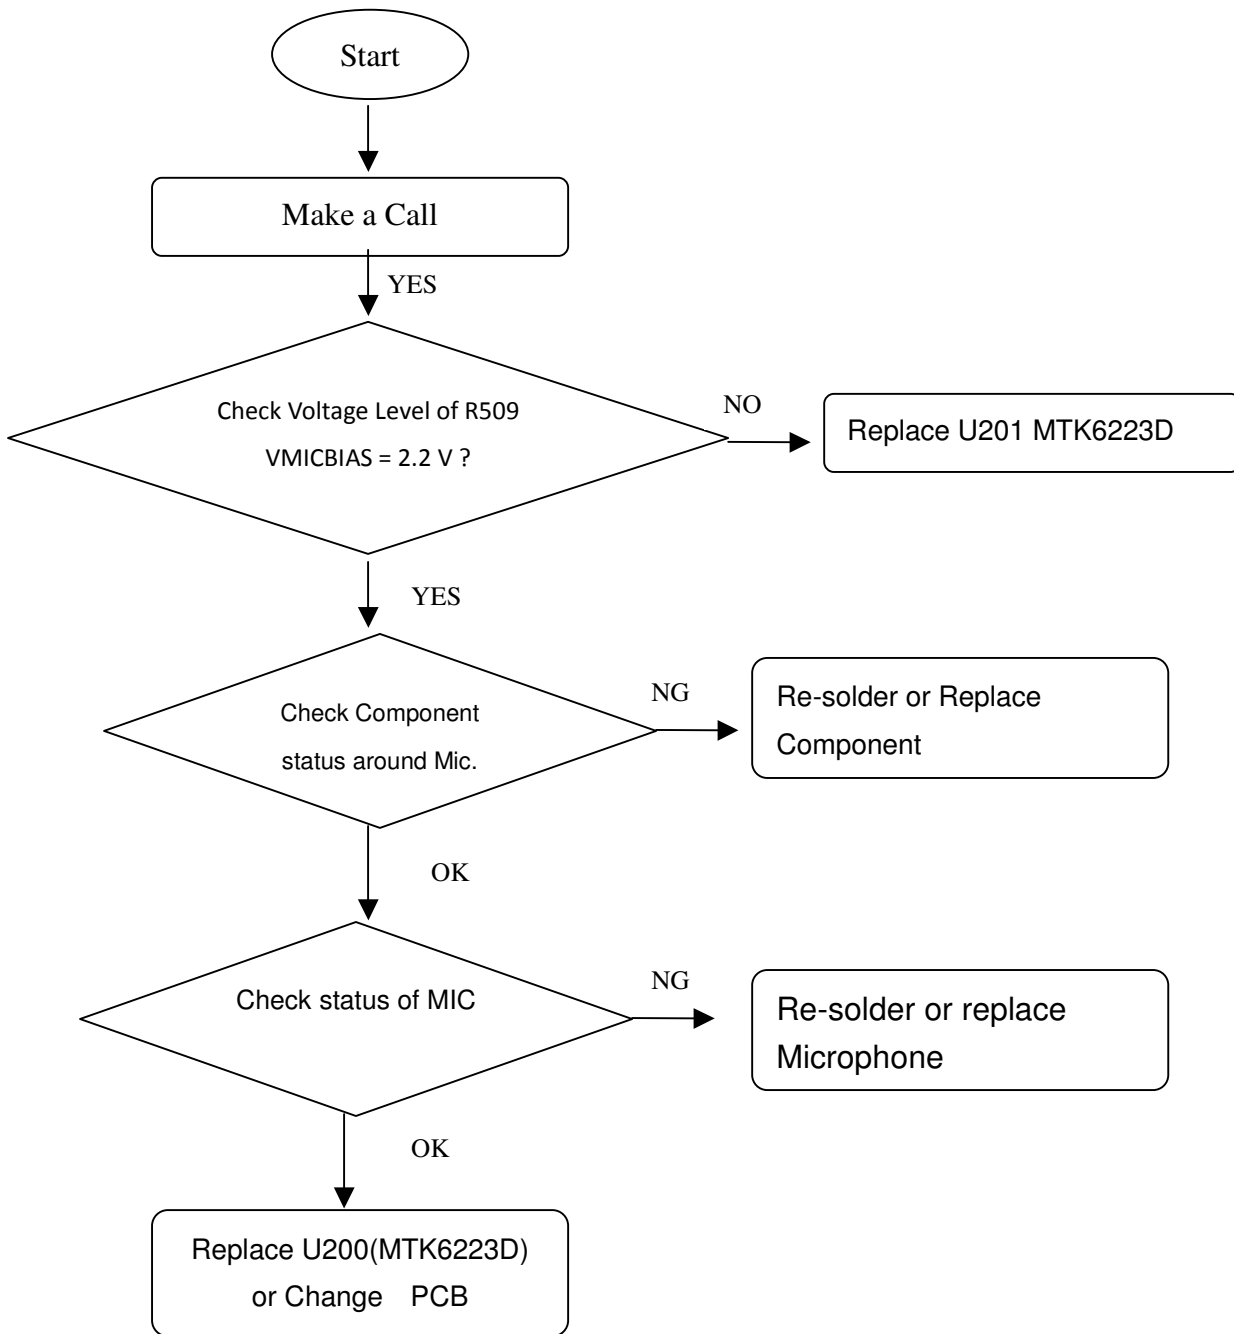 Start
Make a Call
YES
Check Voltage Level of R509
VMICBIAS = 2.2 V ?
NO
Replace U201 MTK6223D
YES
Check Component
status around Mic.
NG
Re-solder or Replace
Component
OK
Check status of MIC
NG
Re-solder or replace
Microphone
OK
Replace U200(MTK6223D)
or Change PCB